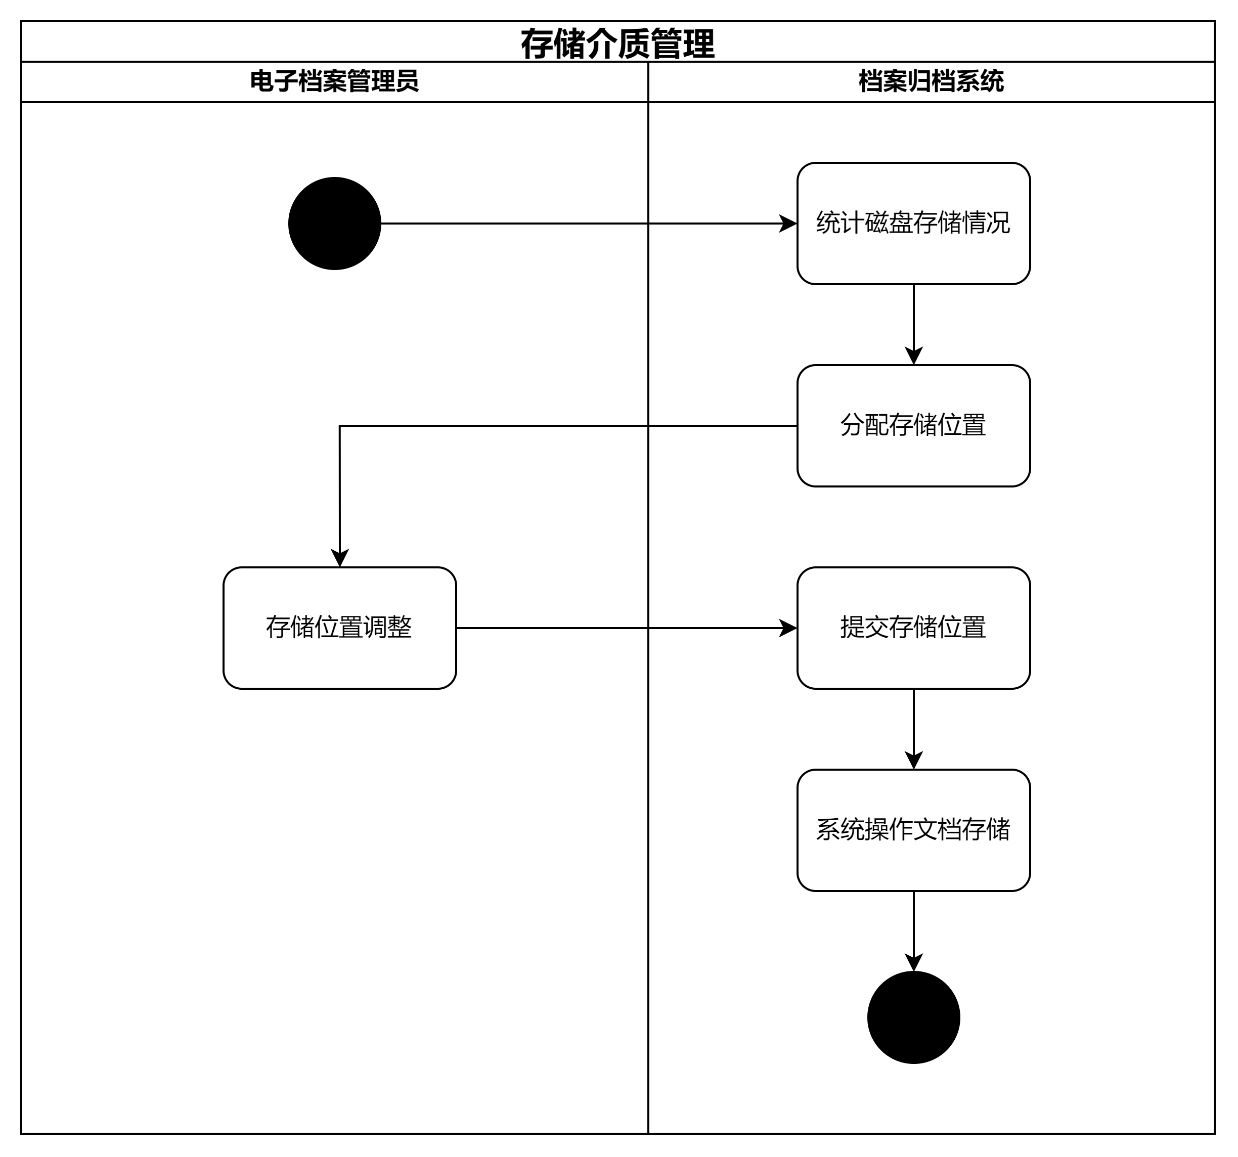 存储介质管理
电子档案管理员
档案归档系统
统计磁盘存储情况
分配存储位置
存储位置调整
提交存储位置
系统操作文档存储